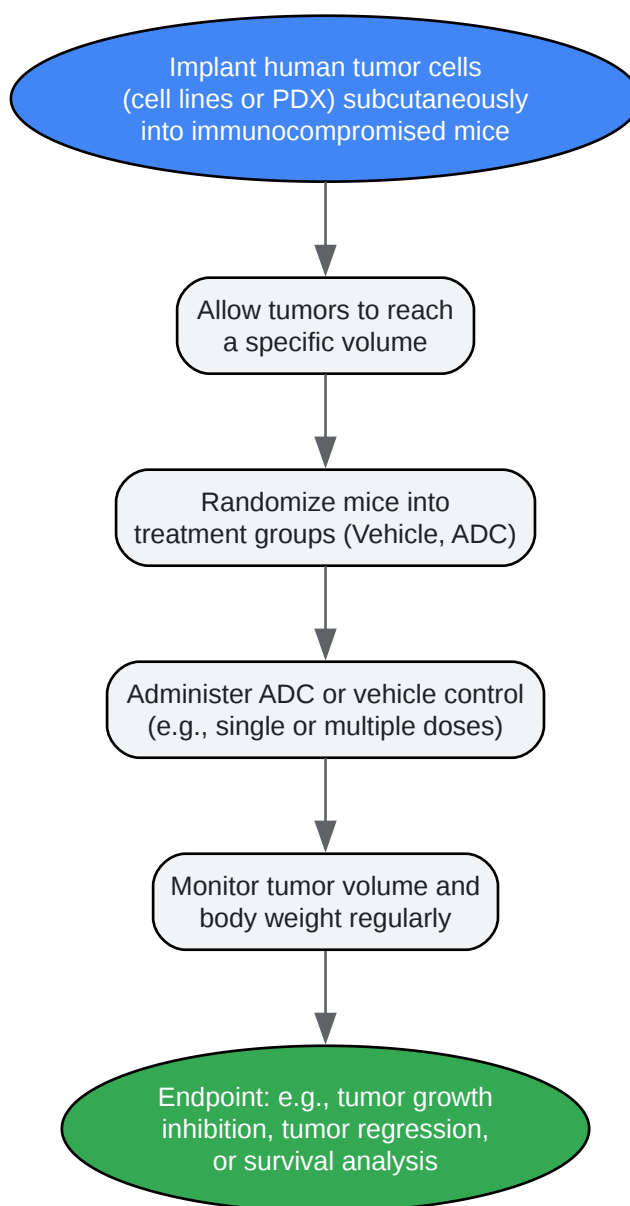 Implant human tumor cells
(cell lines or PDX) subcutaneously
into immunocompromised mice
Allow tumors to reach
a specific volume
Randomize mice into
treatment groups (Vehicle, ADC)
Administer ADC or vehicle control
(e.g., single or multiple doses)
Monitor tumor volume and
body weight regularly
Endpoint: e.g., tumor growth
inhibition, tumor regression,
or survival analysis